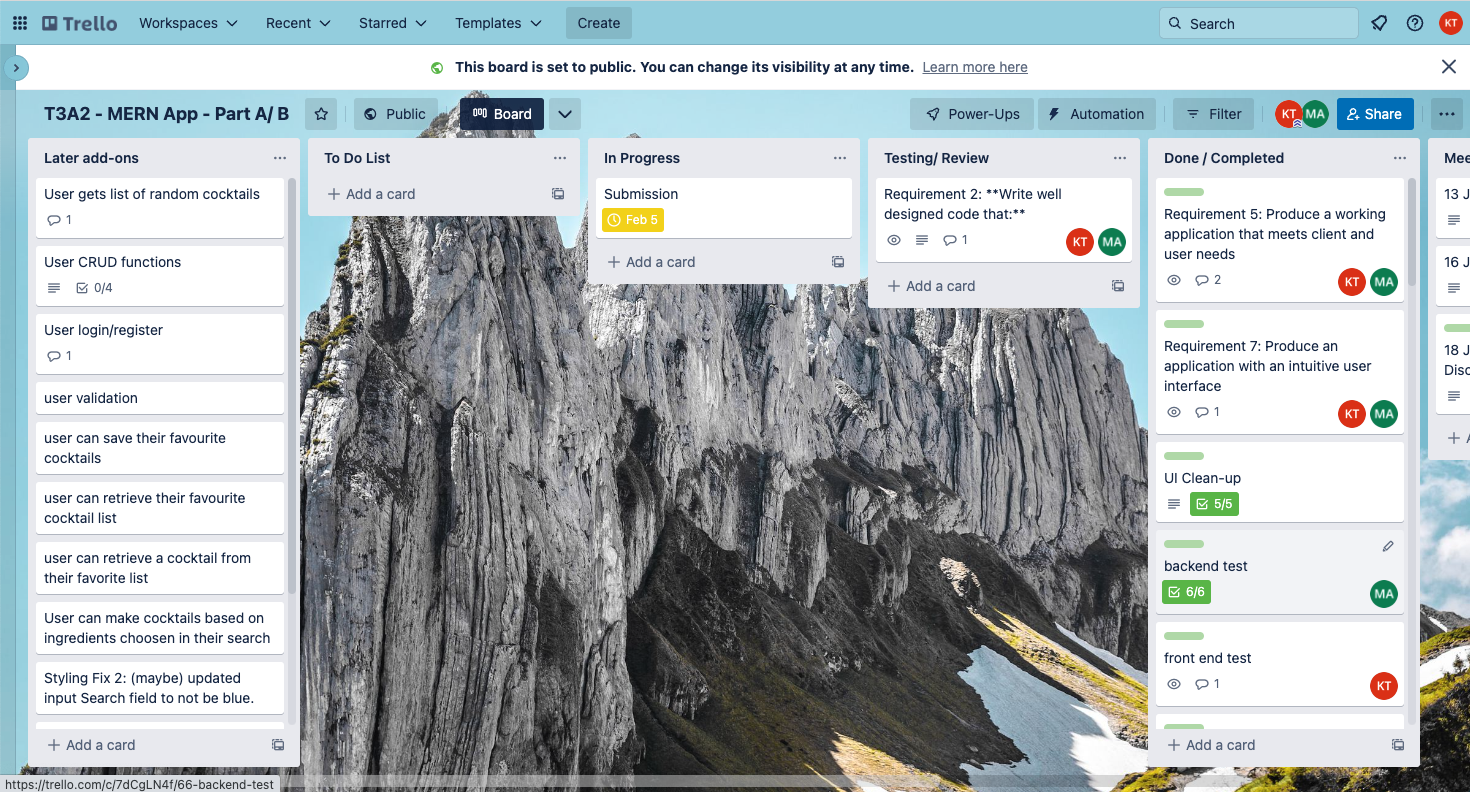 Trello Workspaces Recent Starred Templates Create Search KT
This board is set to public. You can change its visibility at any time. Learn more here
T3A2 - MERN App - Part A/ B Public Board Power-Ups Automation Filter KT MA Share
Later add-ons
User gets list of random cocktails
1
User CRUD functions
0/4
User login/register
1
user validation
user can save their favourite
cocktails
user can retrieve their favourite
cocktail list
user can retrieve a cocktail from
their favorite list
User can make cocktails based on
ingredients choosen in their search
Styling Fix 2: (maybe) updated
input Search field to not be blue.
Add a card
To Do List
Add a card
In Progress
Submission
Feb 5
Add a card
Testing/ Review
Requirement 2: **Write well
designed code that:**
1 KT MA
Add a card
Done / Completed
Requirement 5: Produce a working
application that meets client and
user needs
2 KT MA
Requirement 7: Produce an
application with an intuitive user
interface
1 KT MA
UI Clean-up
5/5
backend test
6/6 MA
front end test
1 KT
Add a card
Mee
13 J
16 J
18 J
Disc
https://trello.com/c/7dCgLN4f/66-backend-test